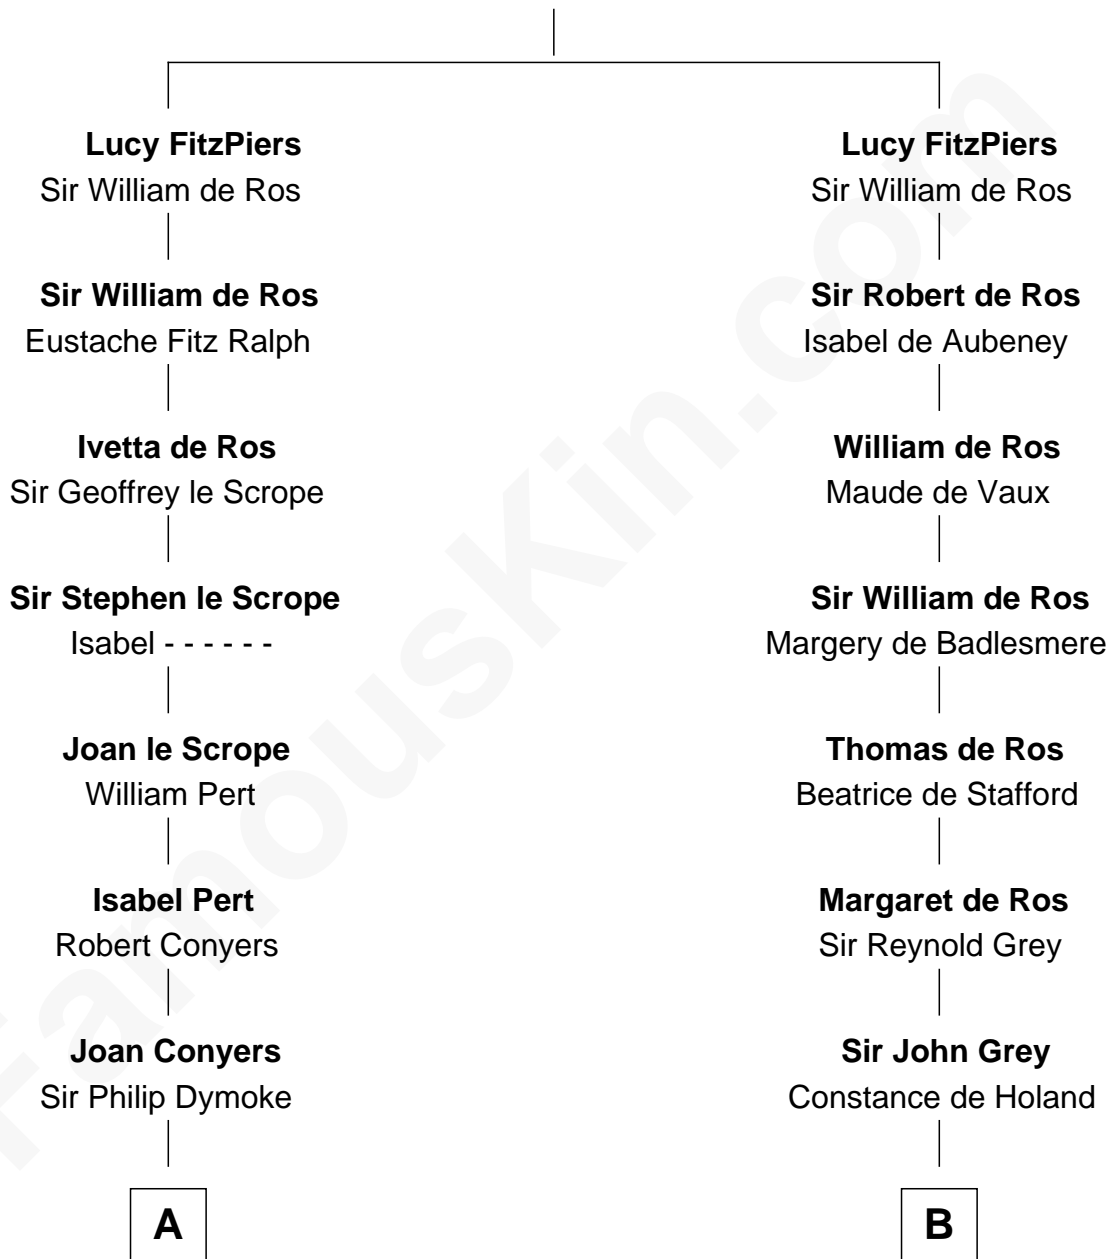 Lucy FitzPiers
Sir William de Ros
Sir William de Ros
Eustache Fitz Ralph
Ivetta de Ros
Sir Geoffrey le Scrope
Sir Stephen le Scrope
Isabel - - - - - -
Joan le Scrope
William Pert
Isabel Pert
Robert Conyers
Joan Conyers
Sir Philip Dymoke
A
Lucy FitzPiers
Sir William de Ros
Sir Robert de Ros
Isabel de Aubeney
William de Ros
Maude de Vaux
Sir William de Ros
Margery de Badlesmere
Thomas de Ros
Beatrice de Stafford
Margaret de Ros
Sir Reynold Grey
Sir John Grey
Constance de Holand
B
FamousKin.com